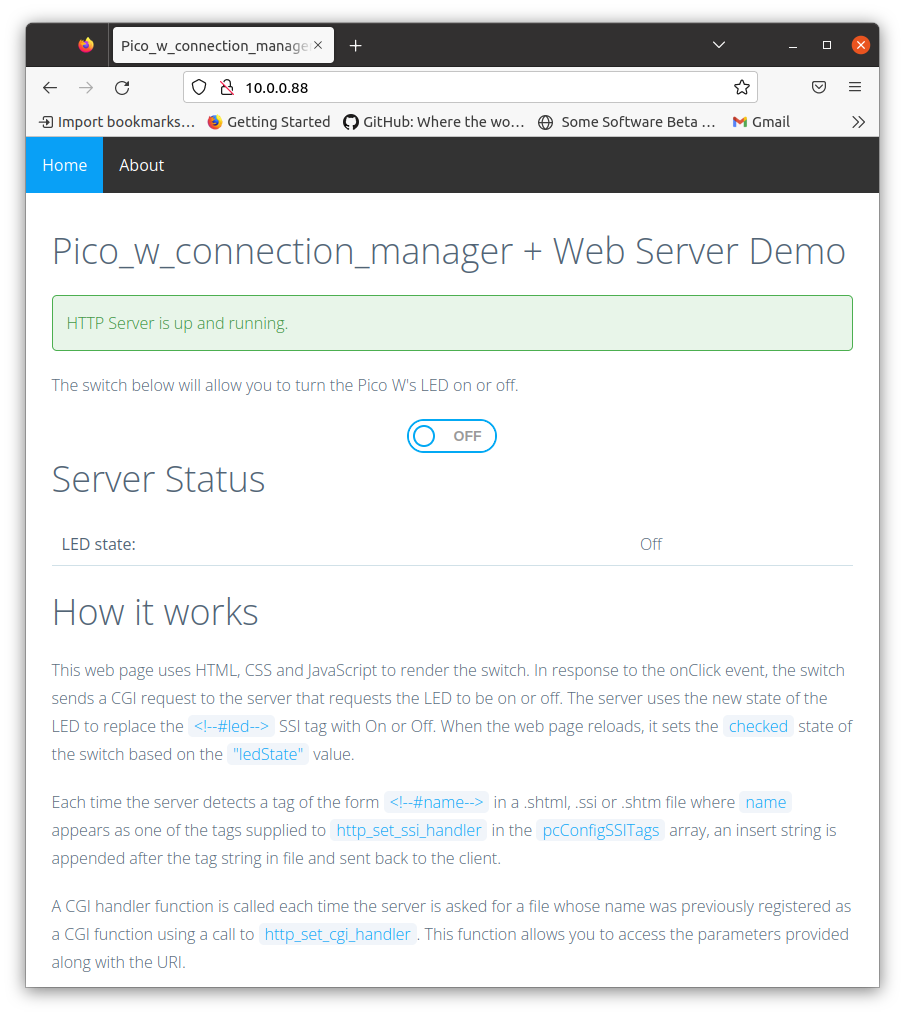 Pico_w_connection_manage
10.0.0.88
Import bookmarks... Getting Started GitHub: Where the wo... Some Software Beta ... Gmail
Home About
Pico_w_connection_manager + Web Server Demo
HTTP Server is up and running.
The switch below will allow you to turn the Pico W's LED on or off.
OFF
Server Status
LED state: Off
How it works
This web page uses HTML, CSS and JavaScript to render the switch. In response to the onClick event, the switch
sends a CGI request to the server that requests the LED to be on or off. The server uses the new state of the
LED to replace the <!--#led--> SSI tag with On or Off. When the web page reloads, it sets the checked state of
the switch based on the "ledState" value.
Each time the server detects a tag of the form <!--#name--> in a .shtml, .ssi or .shtm file where name
appears as one of the tags supplied to http_set_ssi_handler in the pcConfigSSITags array, an insert string is
appended after the tag string in file and sent back to the client.
A CGI handler function is called each time the server is asked for a file whose name was previously registered as
a CGI function using a call to http_set_cgi_handler. This function allows you to access the parameters provided
along with the URI.